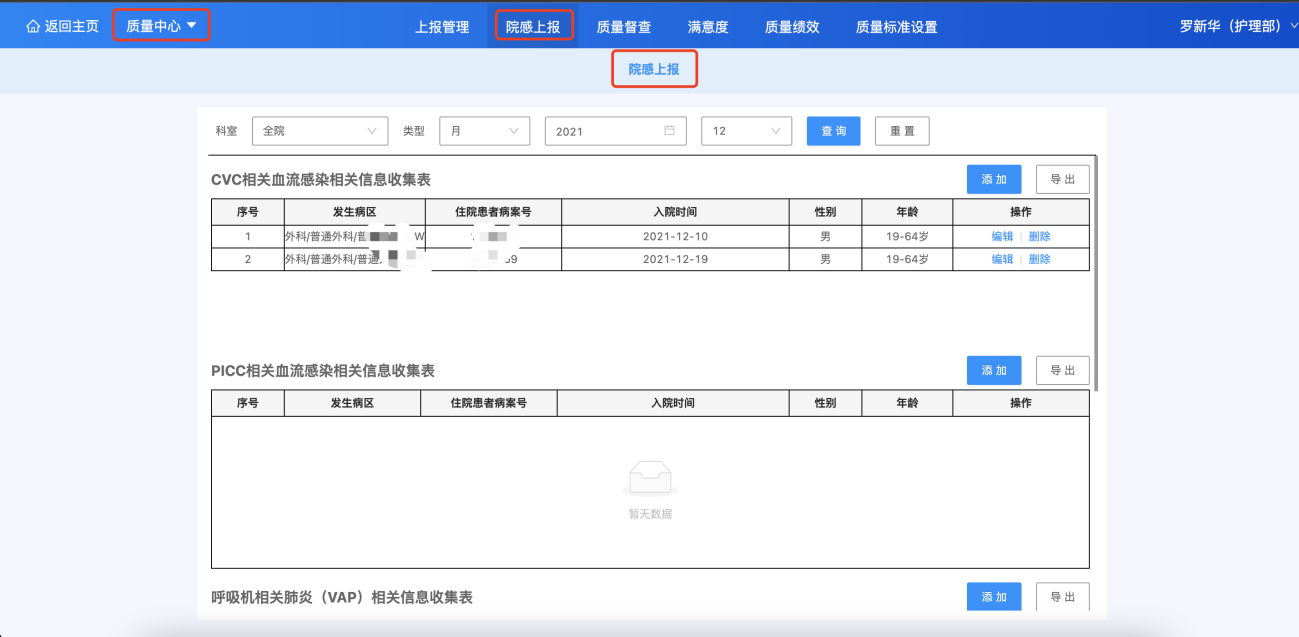 返回主页 质量中心 上报管理 院感上报 质量督查 满意度 质量绩效 质量标准设置 罗新华（护理部）
院感上报
科室 全院 类型 月 2021 12 查 询 重 置
CVC相关血流感染相关信息收集表 添 加 导 出
序号 发生病区 住院患者病案号 入院时间 性别 年龄 操作
1 外科/普通外科/普 W 2021-12-10 男 19-64岁 编辑 删除
2 外科/普通外科/普通 59 2021-12-19 男 19-64岁 编辑 删除
PICC相关血流感染相关信息收集表 添 加 导 出
序号 发生病区 住院患者病案号 入院时间 性别 年龄 操作
暂无数据
呼吸机相关肺炎（VAP）相关信息收集表 添 加 导 出